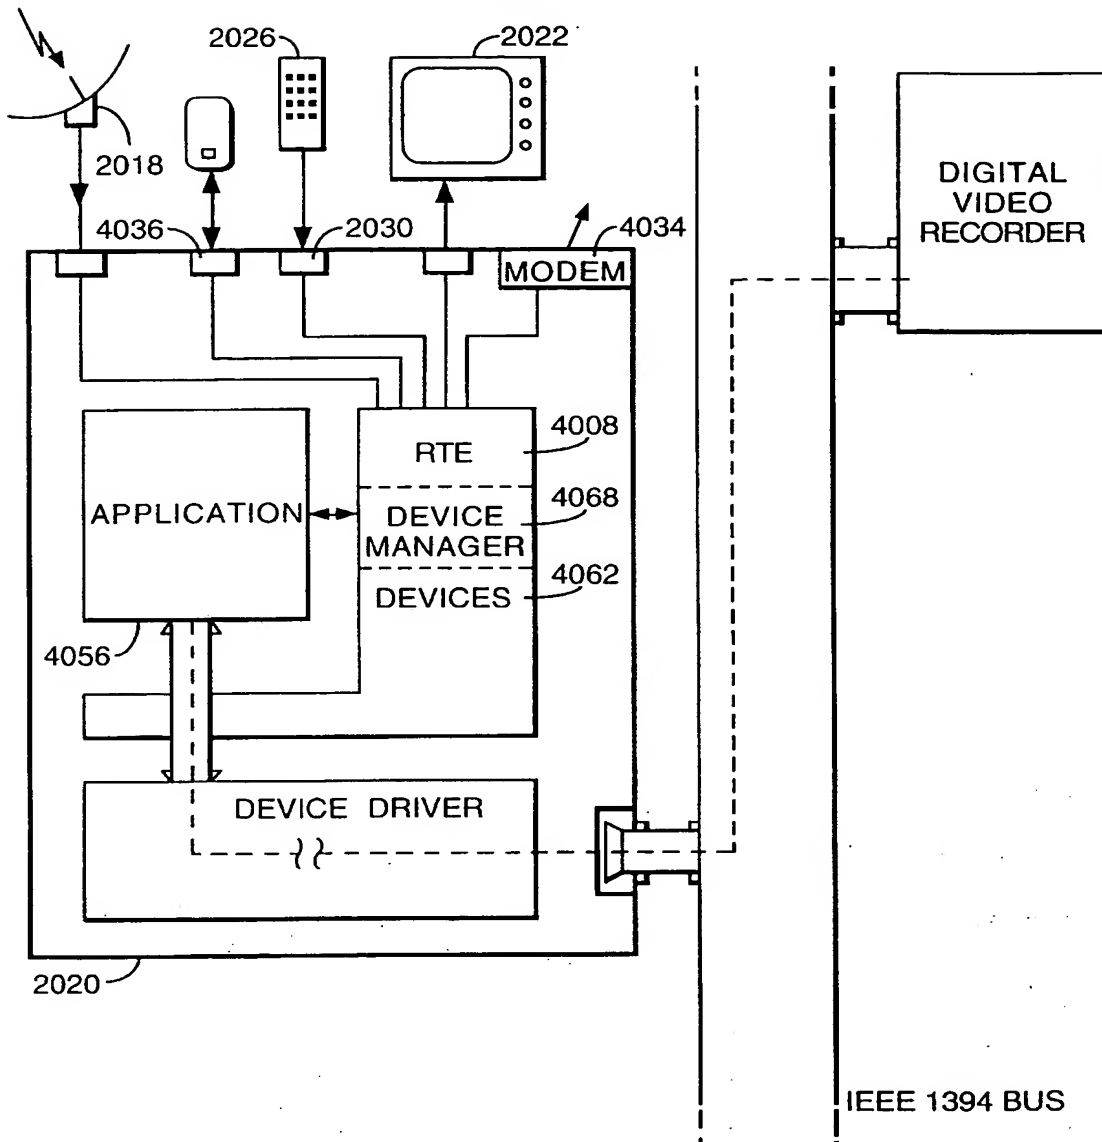 2026
2022
2018
4036
2030
4034
MODEM
DIGITAL
VIDEO
RECORDER
4008
RTE
4068
APPLICATION
DEVICE
MANAGER
4062
DEVICES
4056
DEVICE DRIVER
2020
IEEE 1394 BUS